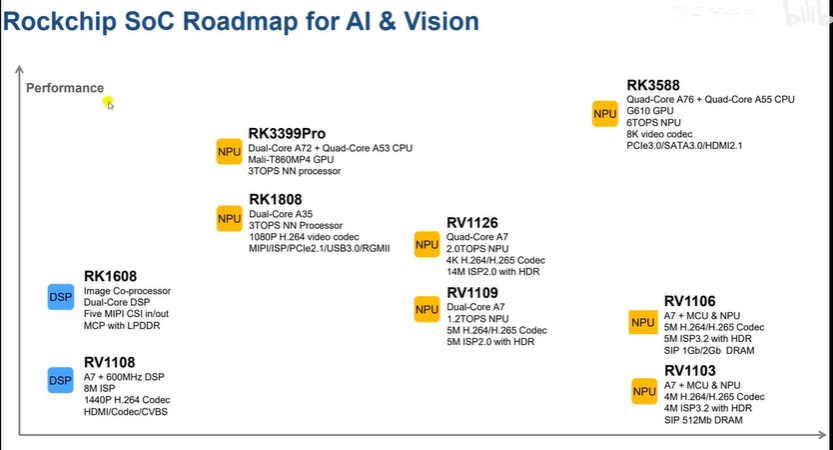 Rockchip SoC Roadmap for AI & Vision
Performance
RK3588
NPU
Quad-Core A76 + Quad-Core A55 CPU
G610 GPU
6TOPS NPU
8K video codec
PCIe3.0/SATA3.0/HDMI2.1
RK3399Pro
NPU
Dual-Core A72 + Quad-Core A53 CPU
Mali-T860MP4 GPU
3TOPS NN processor
RK1808
NPU
Dual-Core A35
3TOPS NN Processor
1080P H.264 video codec
MIPI/ISP/PCIe2.1/USB3.0/RGMII
RV1126
NPU
Quad-Core A7
2.0TOPS NPU
4K H.264/H.265 Codec
14M ISP2.0 with HDR
RK1608
DSP
Image Co-processor
Dual-Core DSP
Five MIPI CSI in/out
MCP with LPDDR
RV1109
NPU
Dual-Core A7
1.2TOPS NPU
5M H.264/H.265 Codec
5M ISP2.0 with HDR
RV1106
NPU
A7 + MCU & NPU
5M H.264/H.265 Codec
5M ISP3.2 with HDR
SIP 1Gb/2Gb DRAM
RV1108
DSP
A7 + 600MHz DSP
8M ISP
1440P H.264 Codec
HDMI/Codec/CVBS
RV1103
NPU
A7 + MCU & NPU
4M H.264/H.265 Codec
4M ISP3.2 with HDR
SIP 512Mb DRAM